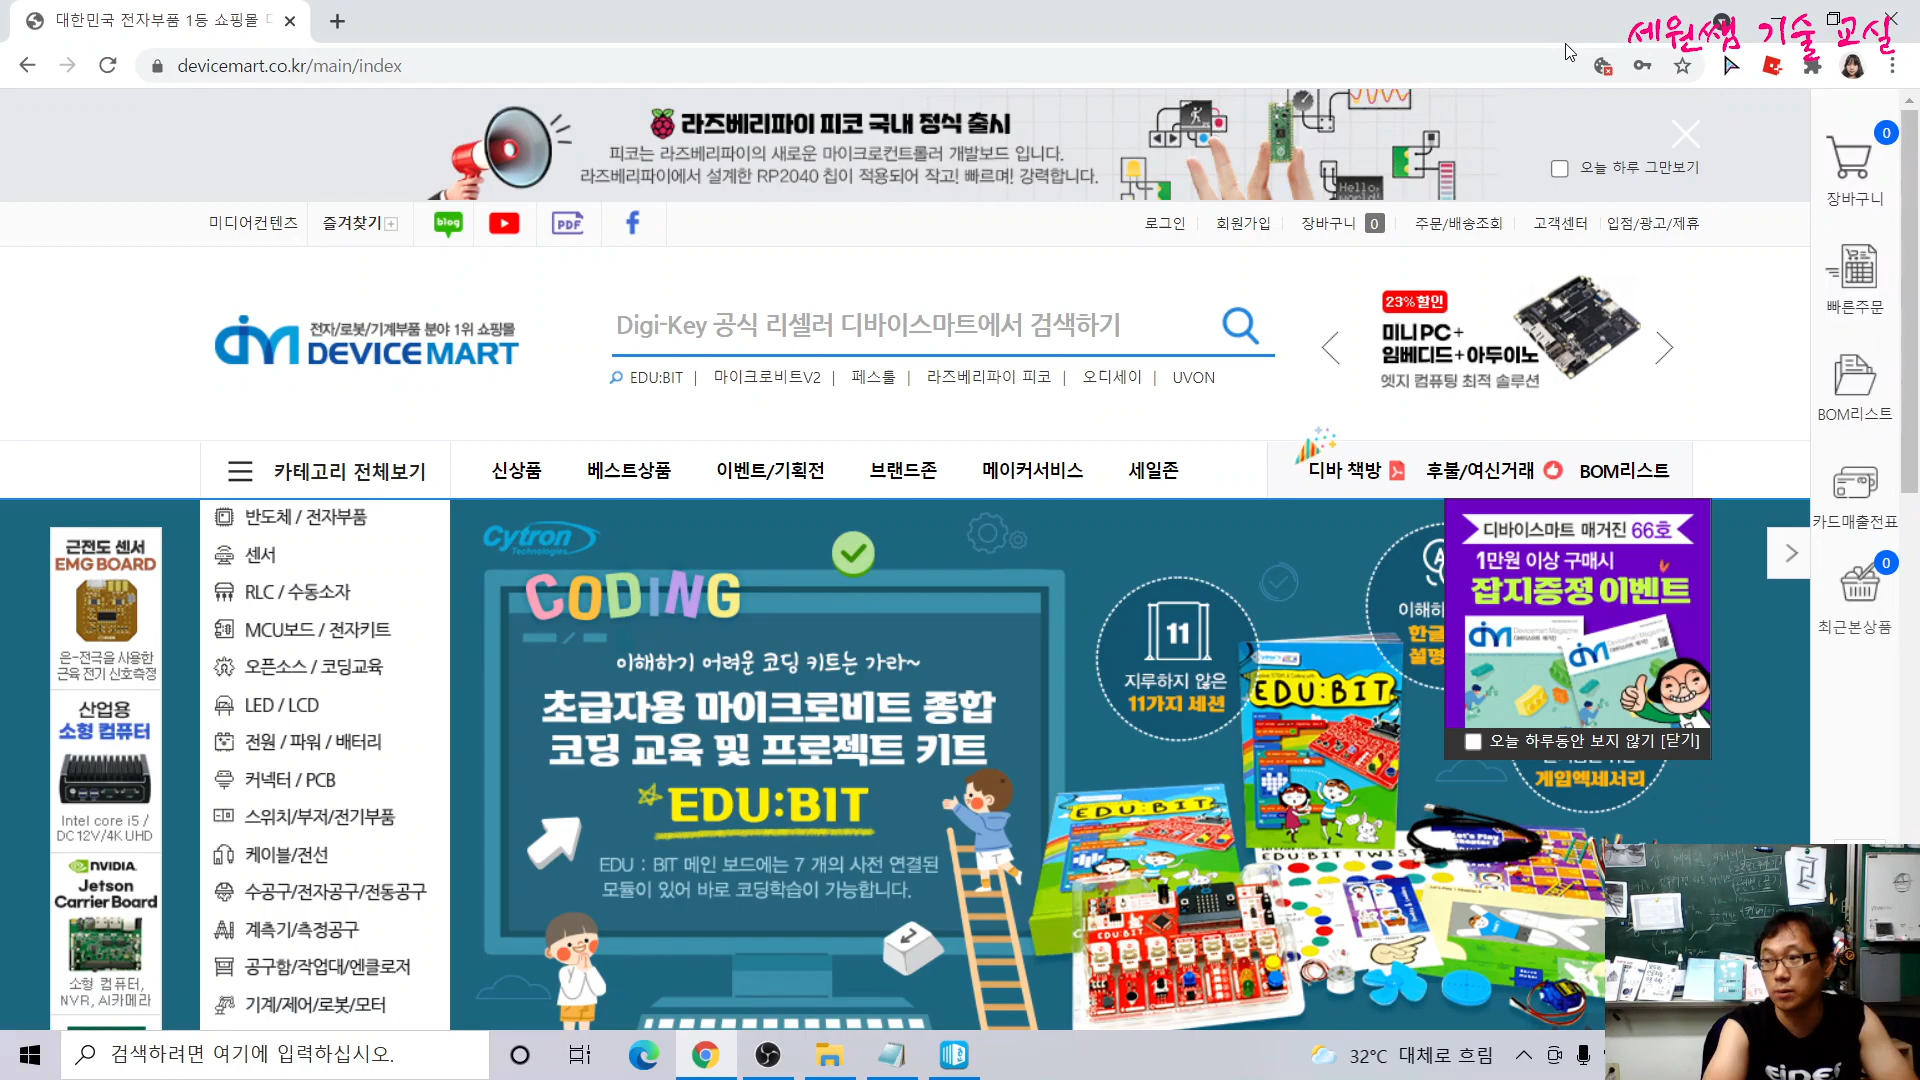 대한민국 전자부품 1등 쇼핑몰 디
세원쌤 기술 교실
devicemart.co.kr/main/index
라즈베리파이 피코 국내 정식 출시
피코는 라즈베리파이의 새로운 마이크로컨트롤러 개발보드 입니다.
라즈베리파이에서 설계한 RP2040 칩이 적용되어 작고! 빠르며! 강력합니다.
Hello,
오늘 하루 그만보기
0
장바구니
미디어컨텐츠
즐겨찾기
blog
PDF
로그인
회원가입
장바구니 0
주문/배송조회
고객센터
입점/광고/제휴
빠른주문
전자/로봇/기계부품 분야 1위 쇼핑몰
DEVICEMART
Digi-Key 공식 리셀러 디바이스마트에서 검색하기
EDU:BIT | 마이크로비트V2 | 페스툴 | 라즈베리파이 피코 | 오디세이 | UVON
23%할인
미니PC+
임베디드+아두이노
엣지 컴퓨팅 최적 솔루션
BOM리스트
카테고리 전체보기
신상품
베스트상품
이벤트/기획전
브랜드존
메이커서비스
세일존
디바 책방
후불/여신거래
BOM리스트
카드매출전표
0
최근본상품
근전도 센서
EMG BOARD
은-전극을 사용한
근육 전기 신호측정
산업용
소형 컴퓨터
Intel core i5 /
DC12V/4K UHD
NVIDIA.
Jetson
Carrier Board
소형 컴퓨터,
NVR, AI카메라
반도체 / 전자부품
센서
RLC / 수동소자
MCU보드 / 전자키트
오픈소스 / 코딩교육
LED / LCD
전원 / 파워 / 배터리
커넥터 / PCB
스위치/부저/전기부품
케이블/전선
수공구/전자공구/전동공구
계측기/측정공구
공구함/작업대/엔클로저
기계/제어/로봇/모터
Cytron
Technologies
CODING
이해하기 어려운 코딩 키트는 가라~
초급자용 마이크로비트 종합
코딩 교육 및 프로젝트 키트
EDU:BIT
EDU : BIT 메인 보드에는 7 개의 사전 연결된
모듈이 있어 바로 코딩학습이 가능합니다.
11
지루하지 않은
11가지 세션
이해하
한글
설명
게임엑세서리
EDU:BIT
EDU:BIT
EDU:BIT TWIST
EDU:BIT
디바이스마트 매거진 66호
1만원 이상 구매시
잡지증정 이벤트
오늘 하루동안 보지 않기 [닫기]
검색하려면 여기에 입력하십시오.
32°C 대체로 흐림